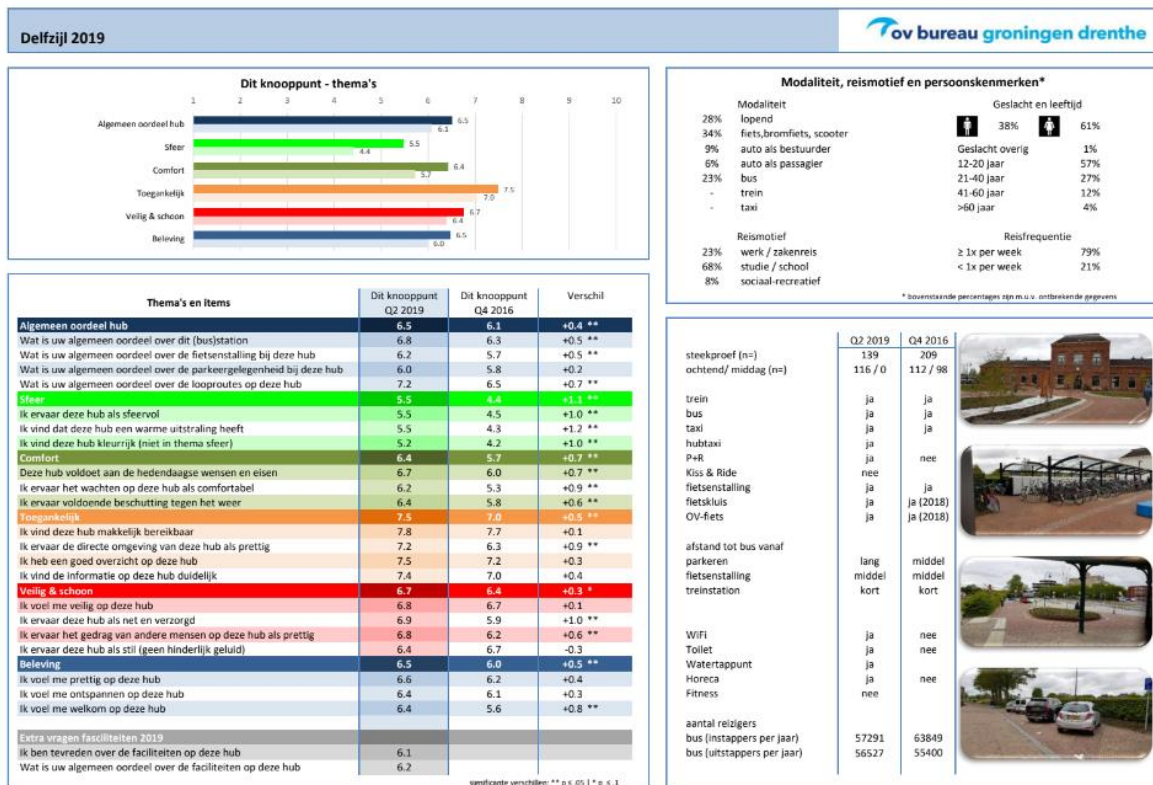 Delfzijl 2019
ov bureau groningen drenthe
Dit knooppunt - thema's
1 2 3 4 5 6 7 8 9 10
Algemeen oordeel hub 6.5 6.1
Sfeer 5.5 4.4
Comfort 6.4 5.7
Toegankelijk 7.5 7.0
Veilig & schoon 6.7 6.4
Beleving 6.5 6.0
Thema's en items Dit knooppunt Q2 2019 Dit knooppunt Q4 2016 Verschil
Algemeen oordeel hub 6.5 6.1 +0.4 **
Wat is uw algemeen oordeel over dit (bus)station 6.8 6.3 +0.5 **
Wat is uw algemeen oordeel over de fietsenstalling bij deze hub 6.2 5.7 +0.5 **
Wat is uw algemeen oordeel over de parkeergelegenheid bij deze hub 6.0 5.8 +0.2
Wat is uw algemeen oordeel over de looproutes op deze hub 7.2 6.5 +0.7 **
Sfeer 5.5 4.4 +1.1 **
Ik ervaar deze hub als sfeervol 5.5 4.5 +1.0 **
Ik vind dat deze hub een warme uitstraling heeft 5.5 4.3 +1.2 **
Ik vind deze hub kleurrijk (niet in thema sfeer) 5.2 4.2 +1.0 **
Comfort 6.4 5.7 +0.7 **
Deze hub voldoet aan de hedendaagse wensen en eisen 6.7 6.0 +0.7 **
Ik ervaar het wachten op deze hub als comfortabel 6.2 5.3 +0.9 **
Ik ervaar voldoende beschutting tegen het weer 6.4 5.8 +0.6 **
Toegankelijk 7.5 7.0 +0.5 **
Ik vind deze hub makkelijk bereikbaar 7.8 7.7 +0.1
Ik ervaar de directe omgeving van deze hub als prettig 7.2 6.3 +0.9 **
Ik heb een goed overzicht op deze hub 7.5 7.2 +0.3
Ik vind de informatie op deze hub duidelijk 7.4 7.0 +0.4
Veilig & schoon 6.7 6.4 +0.3 *
Ik voel me veilig op deze hub 6.8 6.7 +0.1
Ik ervaar deze hub als net en verzorgd 6.9 5.9 +1.0 **
Ik ervaar het gedrag van andere mensen op deze hub als prettig 6.8 6.2 +0.6 **
Ik ervaar deze hub als stil (geen hinderlijk geluid) 6.4 6.7 -0.3
Beleving 6.5 6.0 +0.5 **
Ik voel me prettig op deze hub 6.6 6.2 +0.4
Ik voel me ontspannen op deze hub 6.4 6.1 +0.3
Ik voel me welkom op deze hub 6.4 5.6 +0.8 **
Extra vragen fasciliteiten 2019
Ik ben tevreden over de faciliteiten op deze hub 6.1
Wat is uw algemeen oordeel over de faciliteiten op deze hub 6.2
significante verschillen: ** p ≤ .05 | * p ≤ .1
Modaliteit, reismotief en persoonskenmerken*
Modaliteit Geslacht en leeftijd
28% lopend 38% 61%
34% fiets,bromfiets, scooter
9% auto als bestuurder Geslacht overig 1%
6% auto als passagier 12-20 jaar 57%
23% bus 21-40 jaar 27%
- trein 41-60 jaar 12%
- taxi >60 jaar 4%
Reismotief Reisfrequentie
23% werk / zakenreis ≥ 1x per week 79%
68% studie / school < 1x per week 21%
8% sociaal-recreatief
* bovenstaande percentages zijn m.u.v. ontbrekende gegevens
Q2 2019 Q4 2016
steekproef (n=) 139 209
ochtend/ middag (n=) 116 / 0 112 / 98
trein ja ja
bus ja ja
taxi ja ja
hubtaxi ja
P+R ja nee
Kiss & Ride nee
fietsenstalling ja ja
fietskluis ja ja (2018)
OV-fiets ja ja (2018)
afstand tot bus vanaf
parkeren lang middel
fietsenstalling middel middel
treinstation kort kort
WiFi ja nee
Toilet ja nee
Watertappunt ja
Horeca ja nee
Fitness nee
aantal reizigers
bus (instappers per jaar) 57291 63849
bus (uitstappers per jaar) 56527 55400